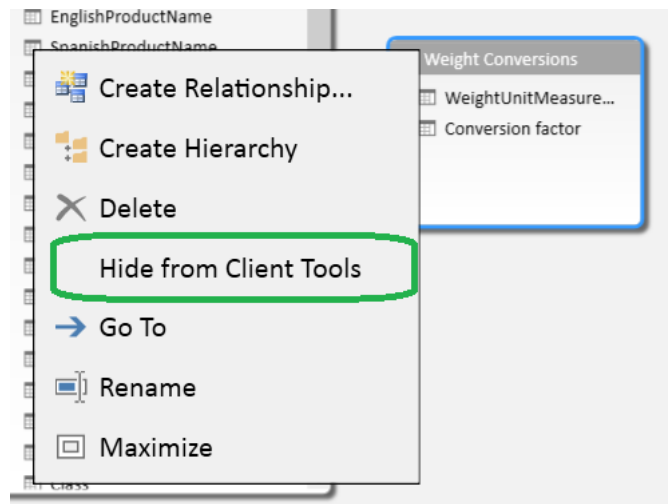 EnglishProductName
SpanishProductName
Weight Conversions
WeightUnitMeasure...
Conversion factor
Create Relationship...
Create Hierarchy
Delete
Hide from Client Tools
Go To
Rename
Maximize
Class